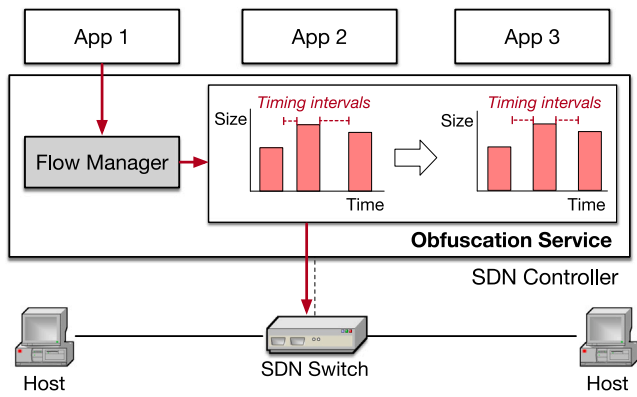 App 1
App 2
App 3
Timing intervals
Timing intervals
Size
Size
Flow Manager
Time
Time
Obfuscation Service
SDN Controller
Host
SDN Switch
Host